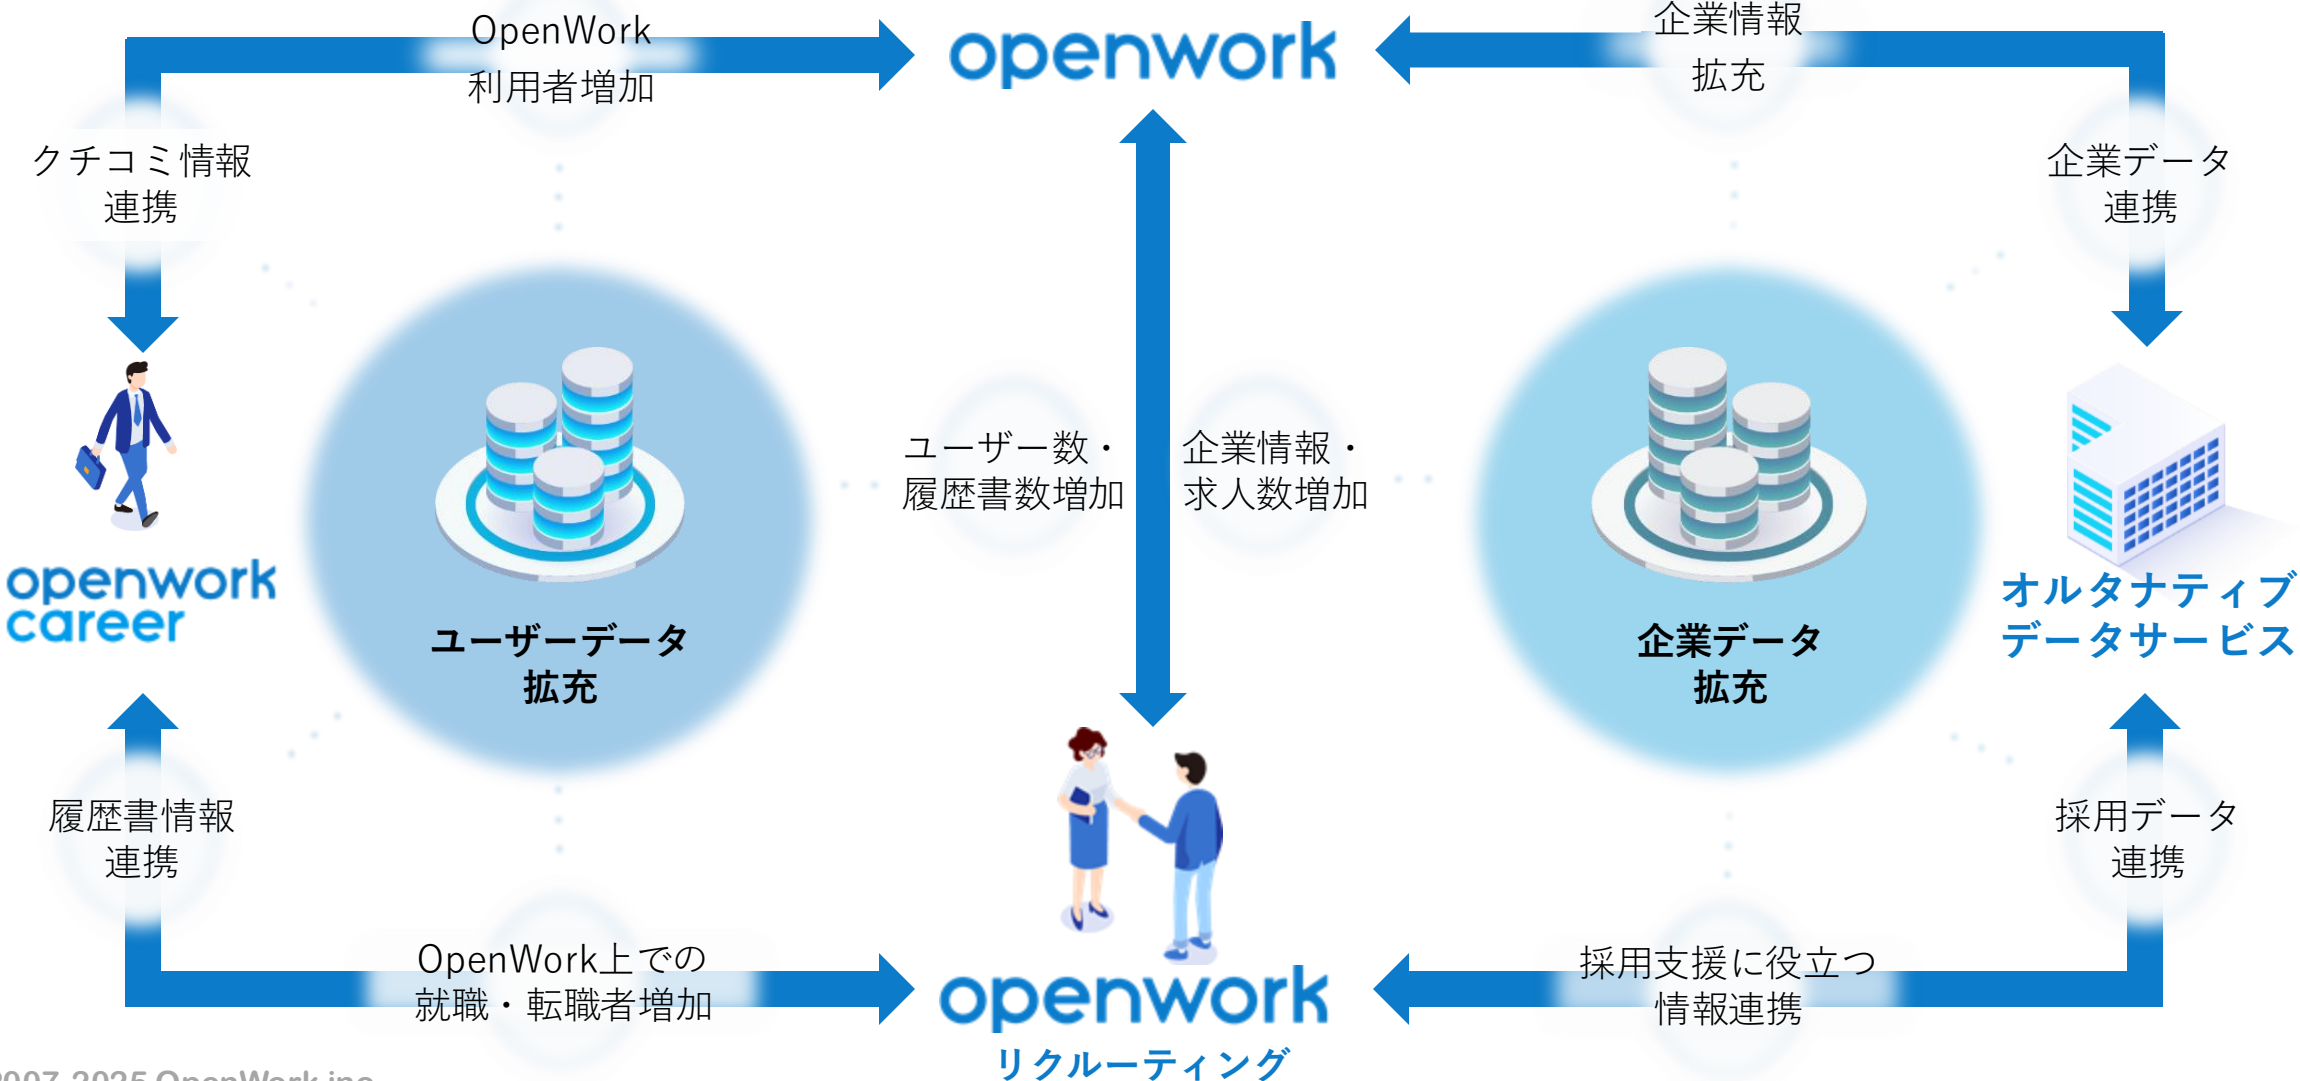 OpenWork
利用者増加
openwork
企業情報
拡充
クチコミ情報
連携
企業データ
連携
ユーザー数・
履歴書数増加
企業情報・
求人数増加
openwork
career
ユーザーデータ
拡充
企業データ
拡充
オルタナティブ
データサービス
履歴書情報
連携
採用データ
連携
OpenWork上での
就職・転職者増加
採用支援に役立つ
情報連携
openwork
リクルーティング
2007-2025 OpenWork inc